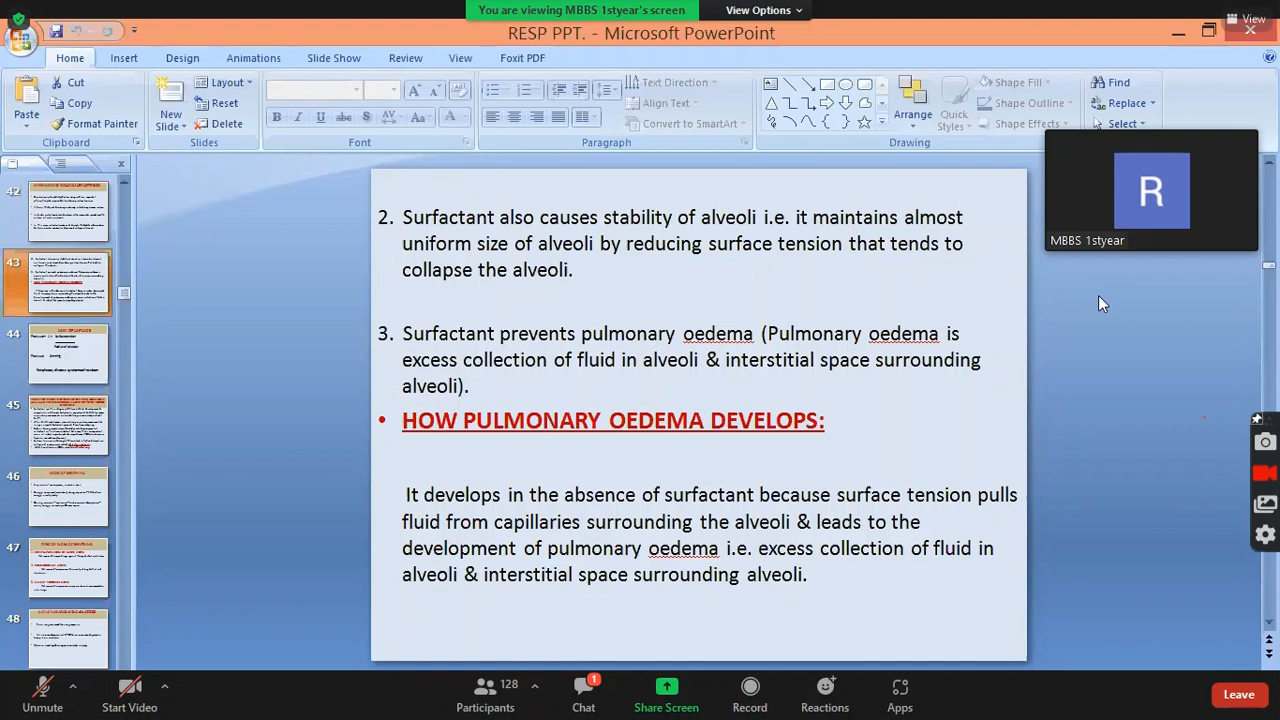 You are viewing MBBS 1styear's screen
View Options
View
RESP PPT. - Microsoft PowerPoint
Home Insert Design Animations Slide Show Review View Foxit PDF
Paste
Cut
Copy
Format Painter
Clipboard
New
Slide
Layout
Reset
Delete
Slides
B I U abc S AV Aa A
Font
Text Direction
Align Text
Convert to SmartArt
Paragraph
Arrange
Quick
Styles
Shape Fill
Shape Outline
Shape Effects
Drawing
Find
Replace
Select
R
MBBS 1styear
42
43
44
45
46
47
48
2. Surfactant also causes stability of alveoli i.e. it maintains almost
uniform size of alveoli by reducing surface tension that tends to
collapse the alveoli.
3. Surfactant prevents pulmonary oedema (Pulmonary oedema is
excess collection of fluid in alveoli & interstitial space surrounding
alveoli).
• HOW PULMONARY OEDEMA DEVELOPS:
It develops in the absence of surfactant because surface tension pulls
fluid from capillaries surrounding the alveoli & leads to the
development of pulmonary oedema i.e. excess collection of fluid in
alveoli & interstitial space surrounding alveoli.
Unmute
Start Video
128
Participants
1
Chat
Share Screen
Record
Reactions
Apps
Leave